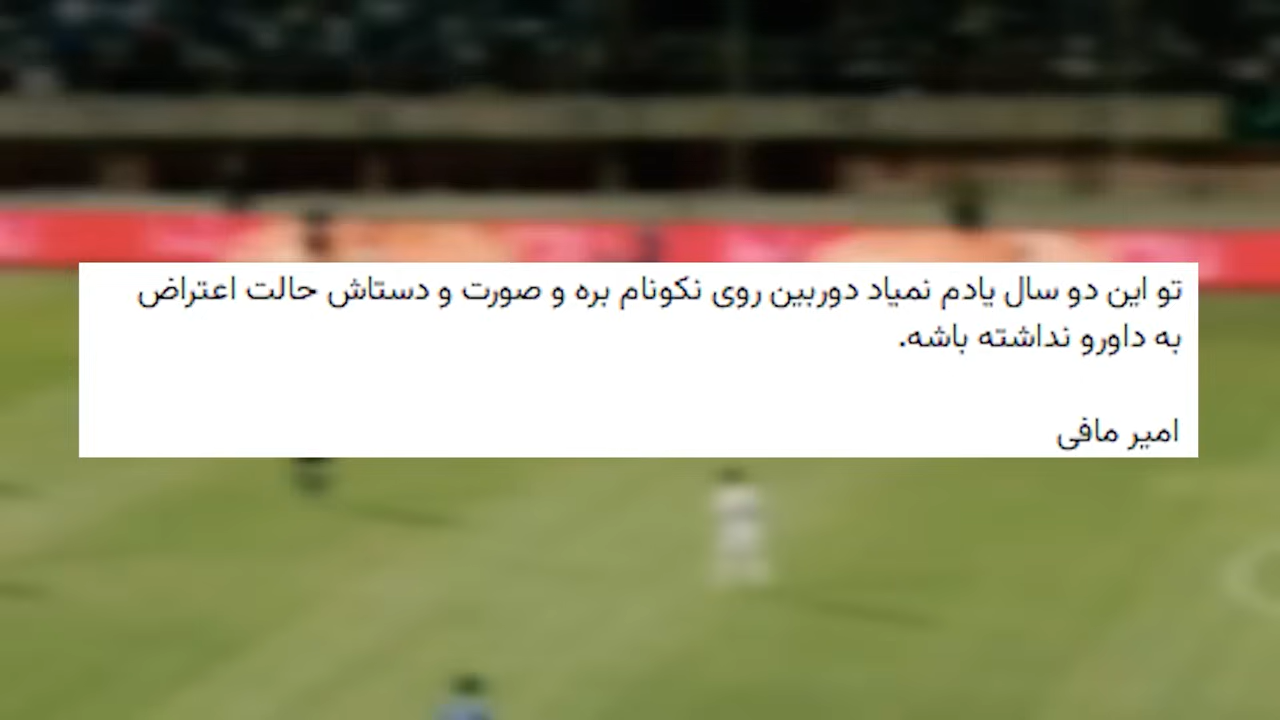 تو این دو سال یادم نمیاد دوربین روی نکونام بره و صورت و دستاش حالت اعتراض
به داورو نداشته باشه.
امیر مافی